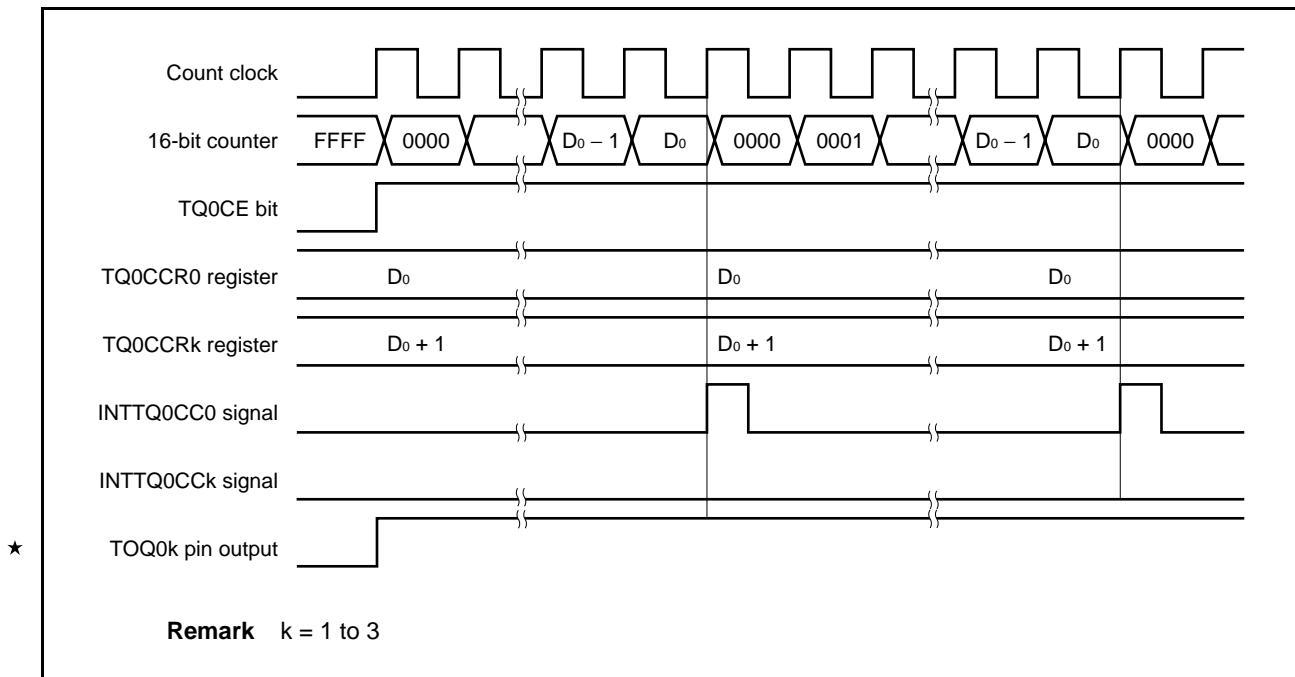 Count clock
16-bit counter FFFF 0000 D₀ − 1 D₀ 0000 0001 D₀ − 1 D₀ 0000
TQ0CE bit
TQ0CCR0 register D₀ D₀ D₀
TQ0CCRk register D₀ + 1 D₀ + 1 D₀ + 1
INTTQ0CC0 signal
INTTQ0CCk signal
★ TOQ0k pin output
Remark k = 1 to 3